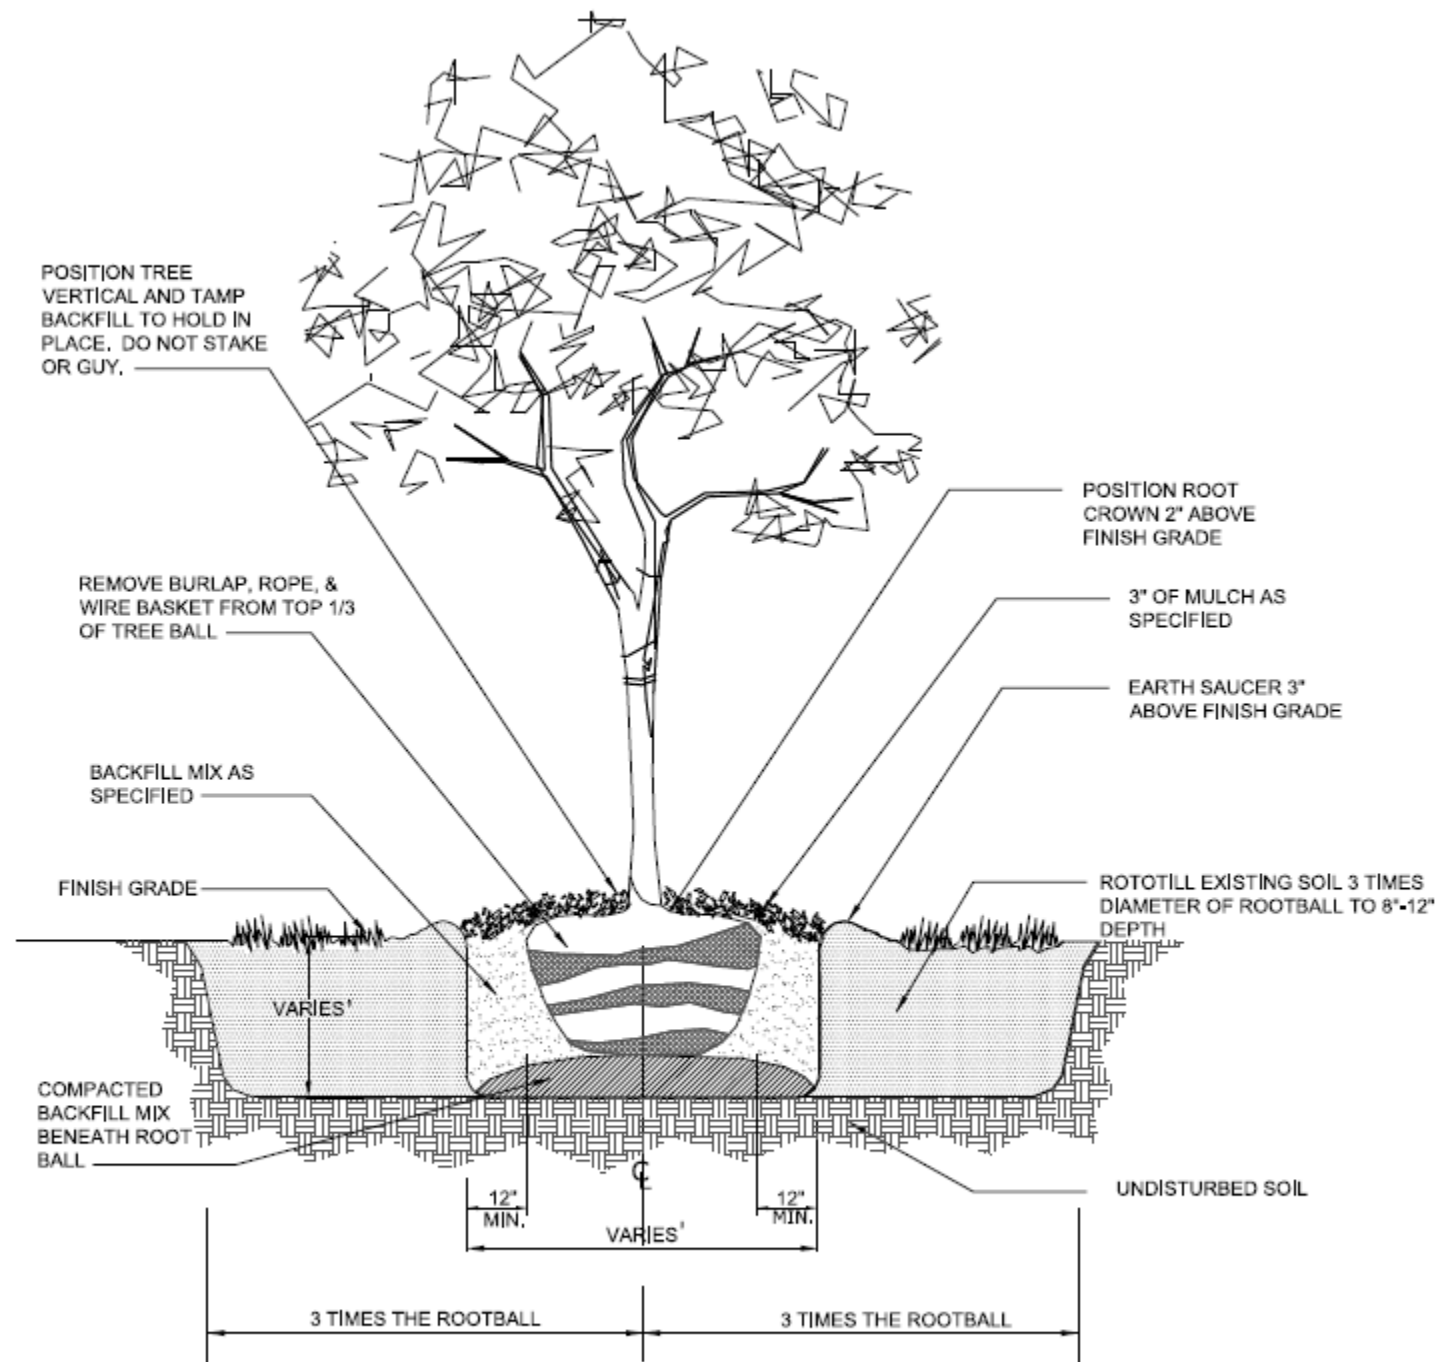 POSITION TREE
VERTICAL AND TAMP
BACKFILL TO HOLD IN
PLACE. DO NOT STAKE
OR GUY.
POSITION ROOT
CROWN 2" ABOVE
FINISH GRADE
REMOVE BURLAP, ROPE, &
WIRE BASKET FROM TOP 1/3
OF TREE BALL
3" OF MULCH AS
SPECIFIED
EARTH SAUCER 3"
ABOVE FINISH GRADE
BACKFILL MIX AS
SPECIFIED
FINISH GRADE
ROTOTILL EXISTING SOIL 3 TIMES
DIAMETER OF ROOTBALL TO 8"-12"
DEPTH
VARIES'
COMPACTED
BACKFILL MIX
BENEATH ROOT
BALL
UNDISTURBED SOIL
CL
12"
MIN.
12"
MIN.
VARIES'
3 TIMES THE ROOTBALL
3 TIMES THE ROOTBALL